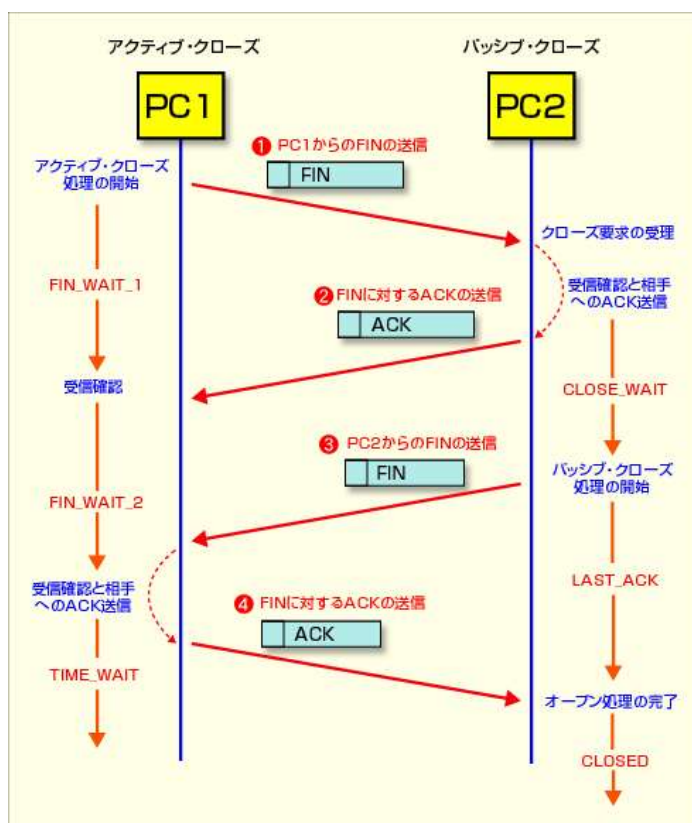 アクティブ・クローズ
パッシブ・クローズ
PC1
PC2
❶ PC1からのFINの送信
FIN
アクティブ・クローズ
処理の開始
クローズ要求の受理
FIN_WAIT_1
受信確認と相手
へのACK送信
❷ FINに対するACKの送信
ACK
受信確認
CLOSE_WAIT
❸ PC2からのFINの送信
FIN
パッシブ・クローズ
処理の開始
FIN_WAIT_2
LAST_ACK
受信確認と相手
へのACK送信
❹ FINに対するACKの送信
ACK
TIME_WAIT
オープン処理の完了
CLOSED